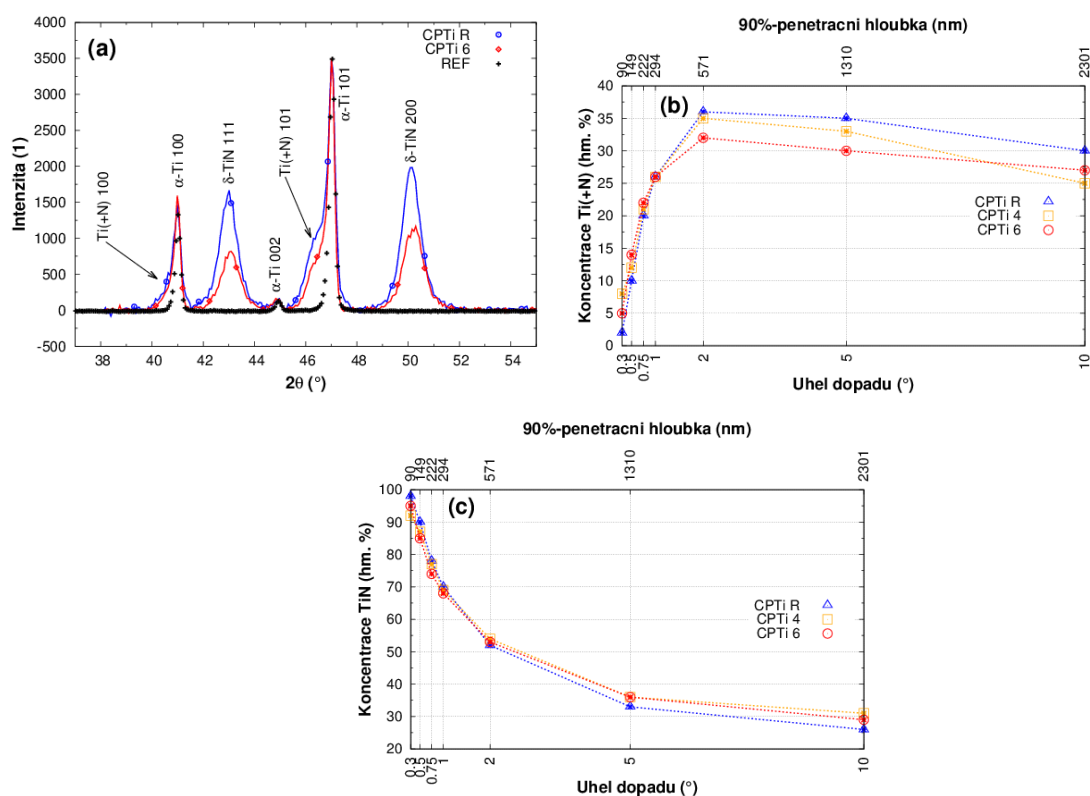 (a)
CPTi R
CPTi 6
REF
Intenzita (1)
4000
3500
3000
2500
2000
1500
1000
500
0
-500
Ti(+N) 100
α-Ti 100
δ-TiN 111
α-Ti 002
Ti(+N) 101
α-Ti 101
δ-TiN 200
38 40 42 44 46 48 50 52 54
2θ (°)
90%-penetracni hloubka (nm)
90 149 222 294 571 1310 2301
(b)
Koncentrace Ti(+N) (hm. %)
40
35
30
25
20
15
10
5
0
CPTi R
CPTi 4
CPTi 6
0.3 0.5 0.75 1 2 5 10
Uhel dopadu (°)
90%-penetracni hloubka (nm)
90 149 222 294 571 1310 2301
(c)
Koncentrace TiN (hm. %)
100
90
80
70
60
50
40
30
20
CPTi R
CPTi 4
CPTi 6
0.3 0.5 0.75 1 2 5 10
Uhel dopadu (°)